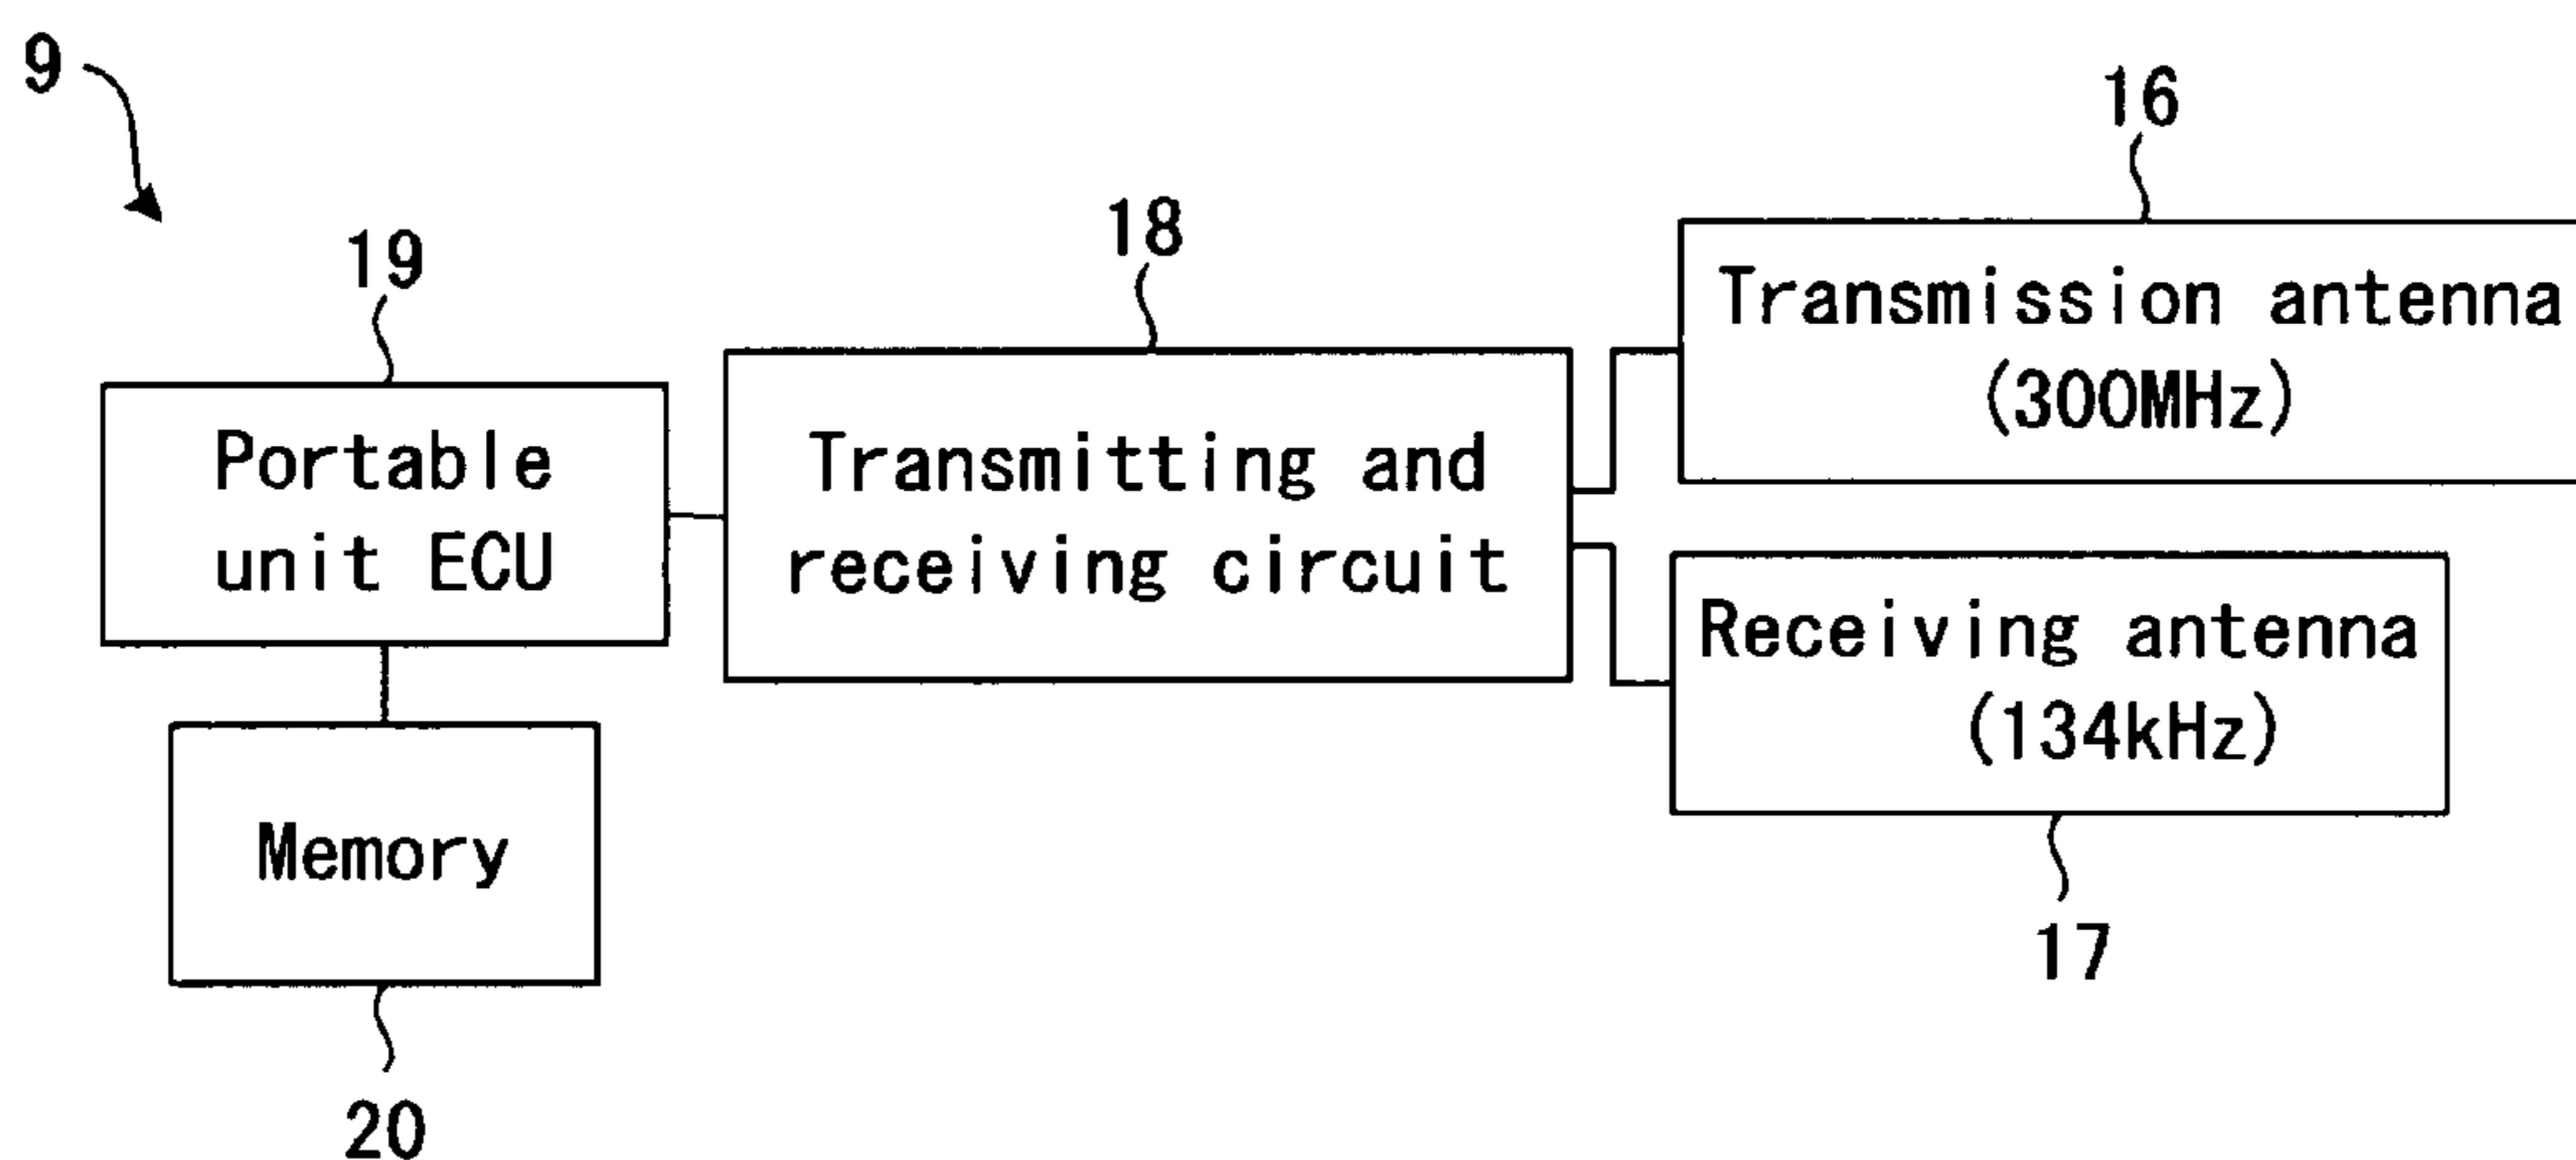 9
16
18
19
Transmission antenna
(300MHz)
Transmitting and
receiving circuit
Portable
unit ECU
Receiving antenna
(134kHz)
Memory
17
20